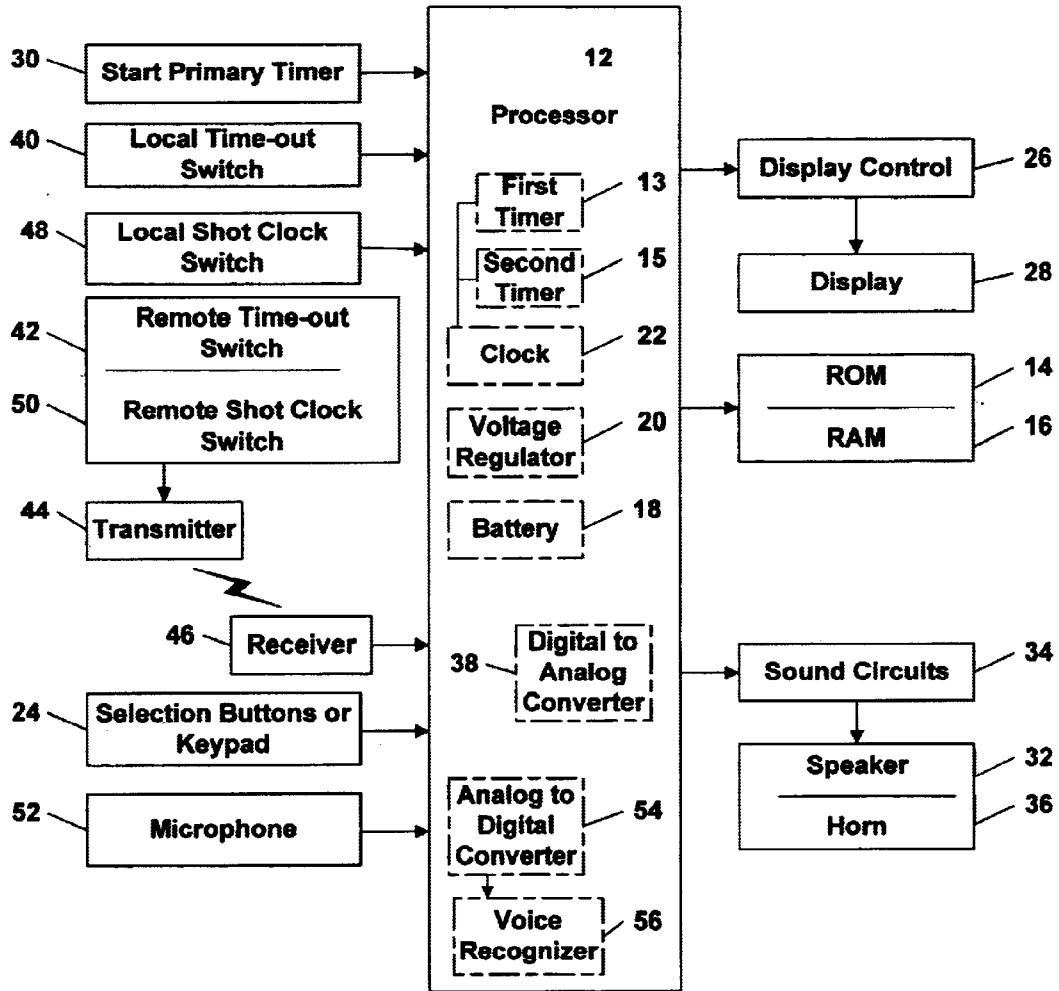 30
Start Primary Timer
40
Local Time-out
Switch
48
Local Shot Clock
Switch
42
Remote Time-out
Switch
50
Remote Shot Clock
Switch
44
Transmitter
46
Receiver
24
Selection Buttons or
Keypad
52
Microphone
12
Processor
First
Timer
13
Second
Timer
15
Clock
22
Voltage
Regulator
20
Battery
18
38
Digital to
Analog
Converter
Analog to
Digital
Converter
54
Voice
Recognizer
56
Display Control
26
Display
28
ROM
14
RAM
16
Sound Circuits
34
Speaker
32
Horn
36